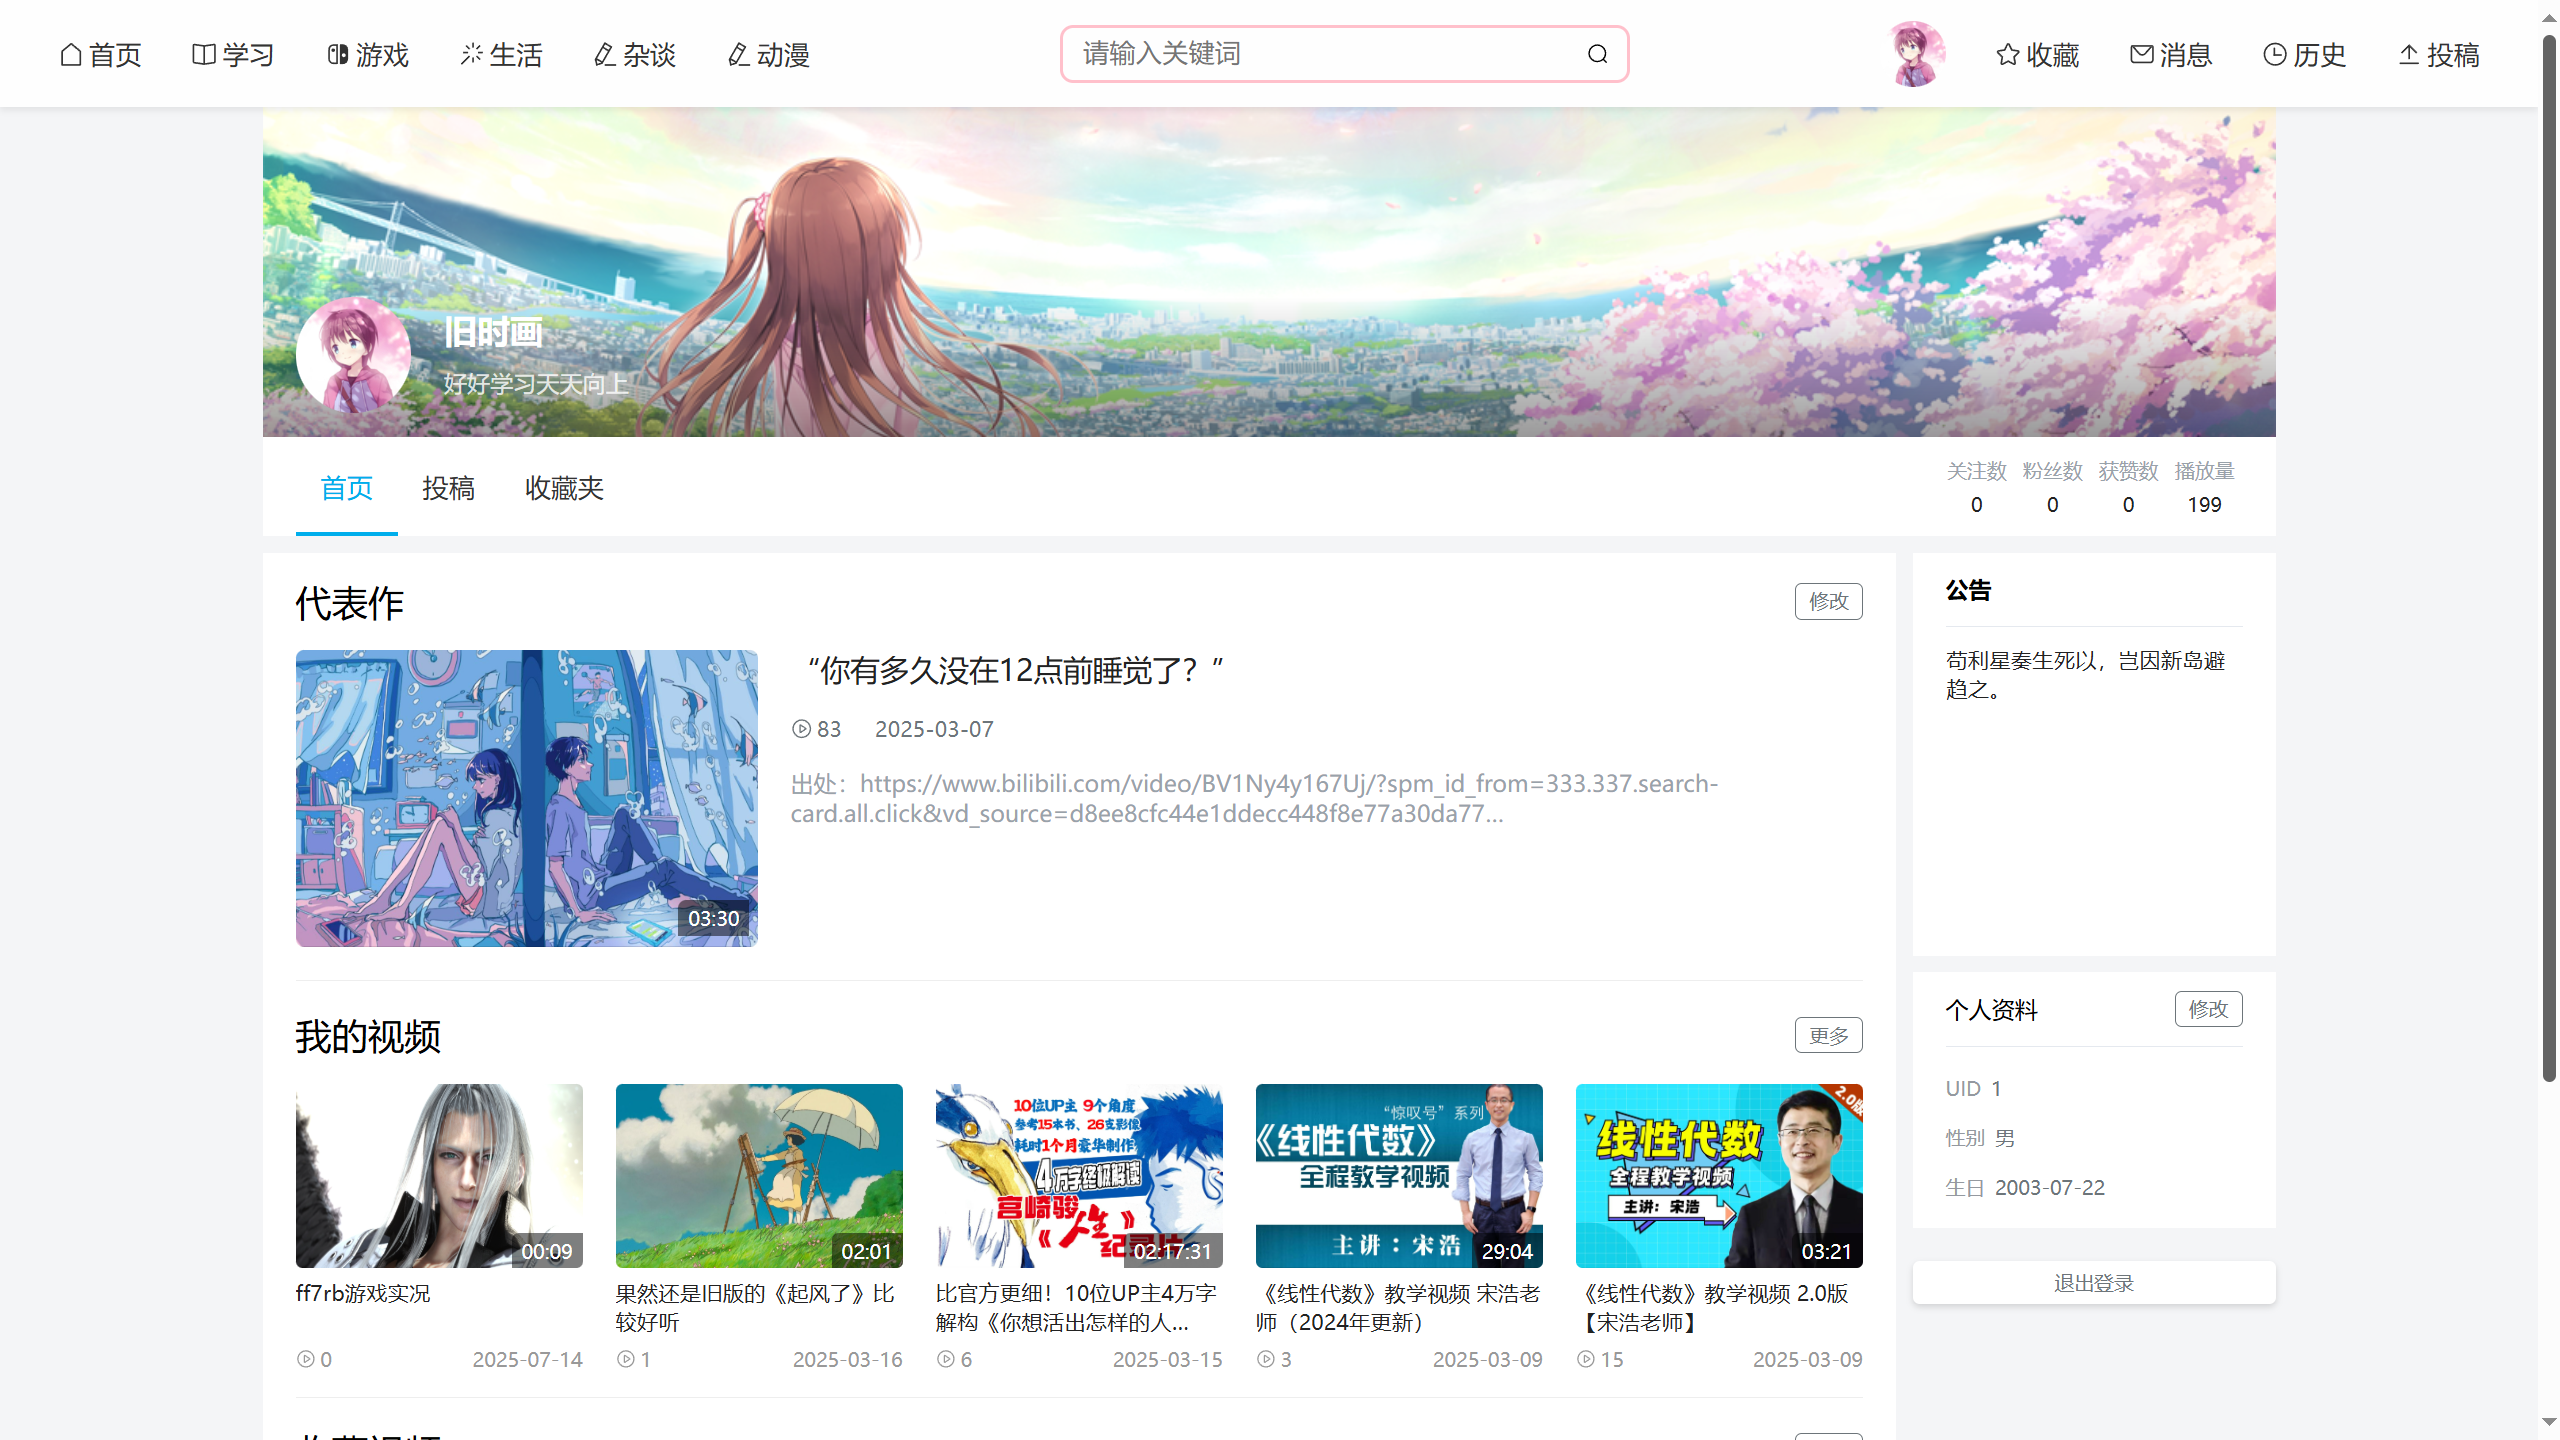 首页 学习 游戏 生活 杂谈 动漫 请输入关键词 收藏 消息 历史 投稿
旧时画
好好学习天天向上
首页 投稿 收藏夹
关注数 粉丝数 获赞数 播放量
0 0 0 199
代表作 修改
“你有多久没在12点前睡觉了？”
83 2025-03-07
出处：https://www.bilibili.com/video/BV1Ny4y167Uj/?spm_id_from=333.337.search-
card.all.click&vd_source=d8ee8cfc44e1ddecc448f8e77a30da77...
03:30
公告
苟利星秦生死以，岂因新岛避
趋之。
我的视频 更多
00:09
ff7rb游戏实况
0 2025-07-14
02:01
果然还是旧版的《起风了》比
较好听
1 2025-03-16
10位UP主 9个角度
参考15本书、26支影像
耗时1个月豪华制作
4万字终极解读
宫崎骏
《人生》
纪录片
02:17:31
比官方更细！10位UP主4万字
解构《你想活出怎样的人...
6 2025-03-15
“惊叹号”系列
《线性代数》
全程教学视频
主讲：宋浩
29:04
《线性代数》教学视频 宋浩老
师（2024年更新）
3 2025-03-09
2.0版
线性代数
全程教学视频
主讲：宋浩
03:21
《线性代数》教学视频 2.0版
【宋浩老师】
15 2025-03-09
个人资料 修改
UID 1
性别 男
生日 2003-07-22
退出登录